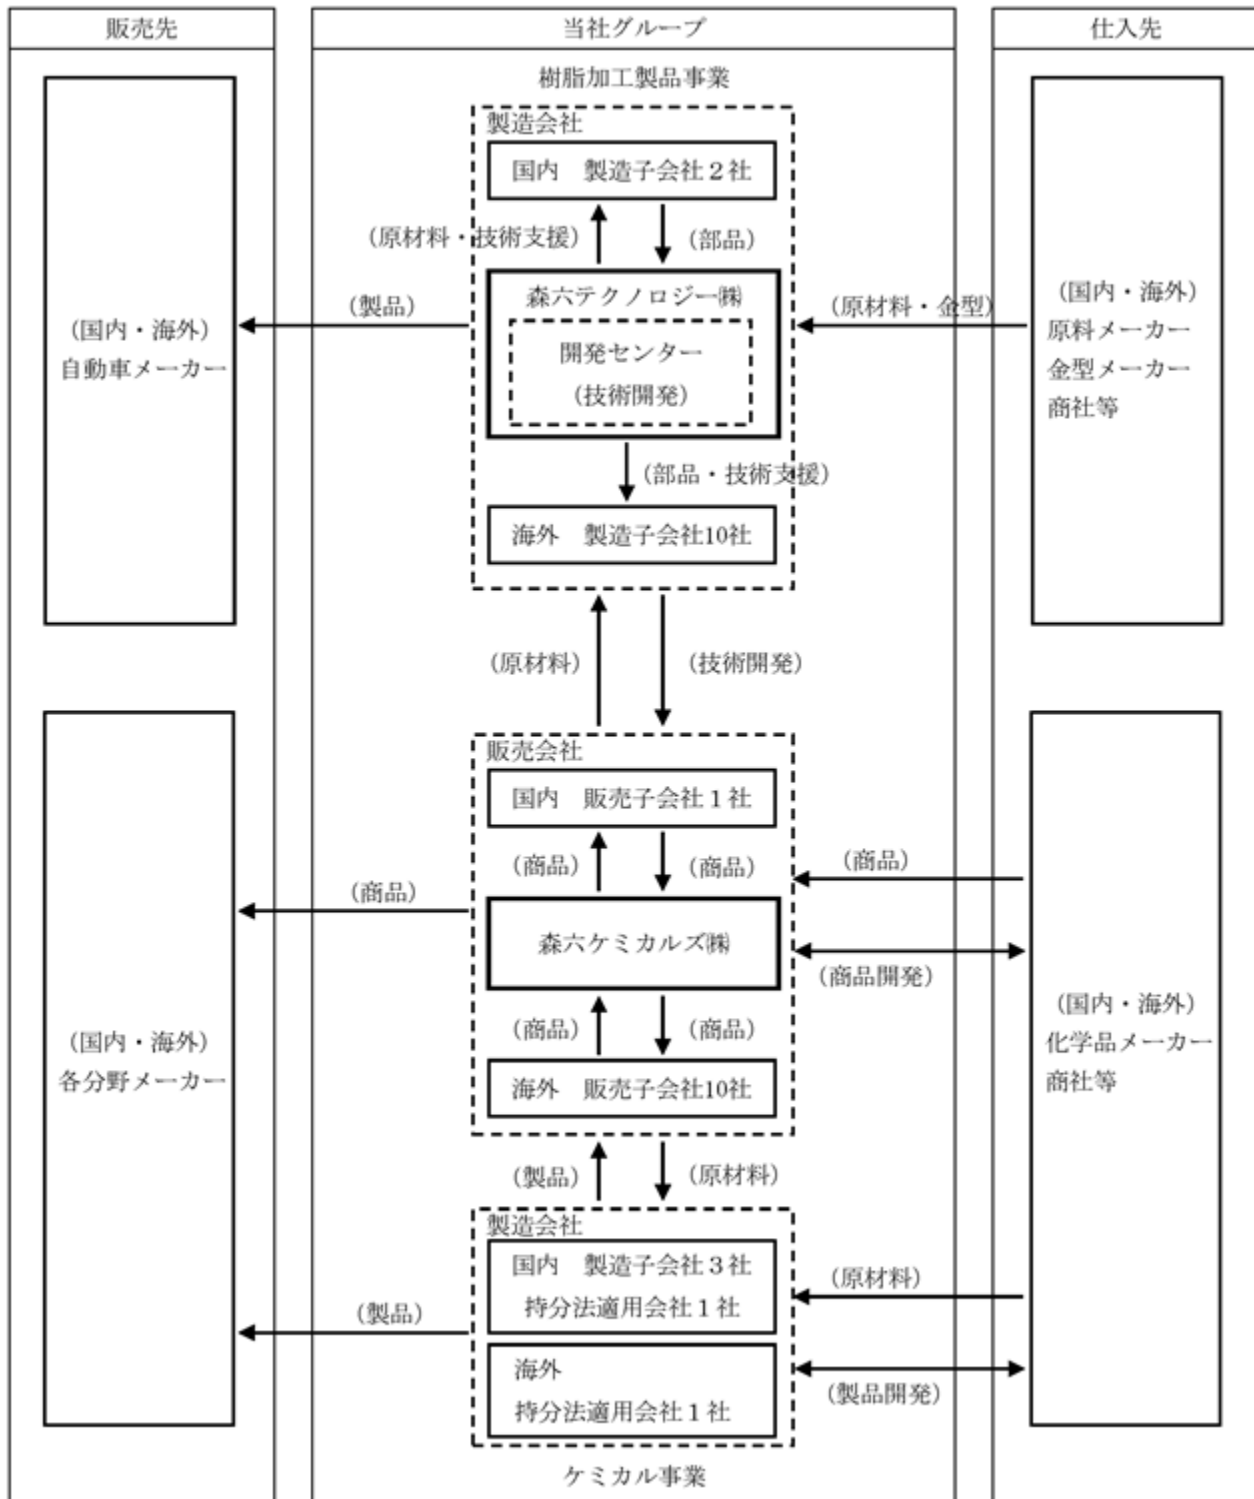 販売先
当社グループ
仕入先
樹脂加工製品事業
製造会社
国内　製造子会社２社
（原材料・技術支援）
（部品）
森六テクノロジー㈱
開発センター
（技術開発）
（製品）
（原材料・金型）
（国内・海外）
自動車メーカー
（国内・海外）
原料メーカー
金型メーカー
商社等
（部品・技術支援）
海外　製造子会社10社
（原材料）
（技術開発）
販売会社
国内　販売子会社１社
（商品）
（商品）
（商品）
（商品）
森六ケミカルズ㈱
（商品開発）
（商品）
（商品）
海外　販売子会社10社
（国内・海外）
各分野メーカー
（国内・海外）
化学品メーカー
商社等
（製品）
（原材料）
製造会社
国内　製造子会社３社
持分法適用会社１社
（製品）
（原材料）
海外
持分法適用会社１社
（製品開発）
ケミカル事業